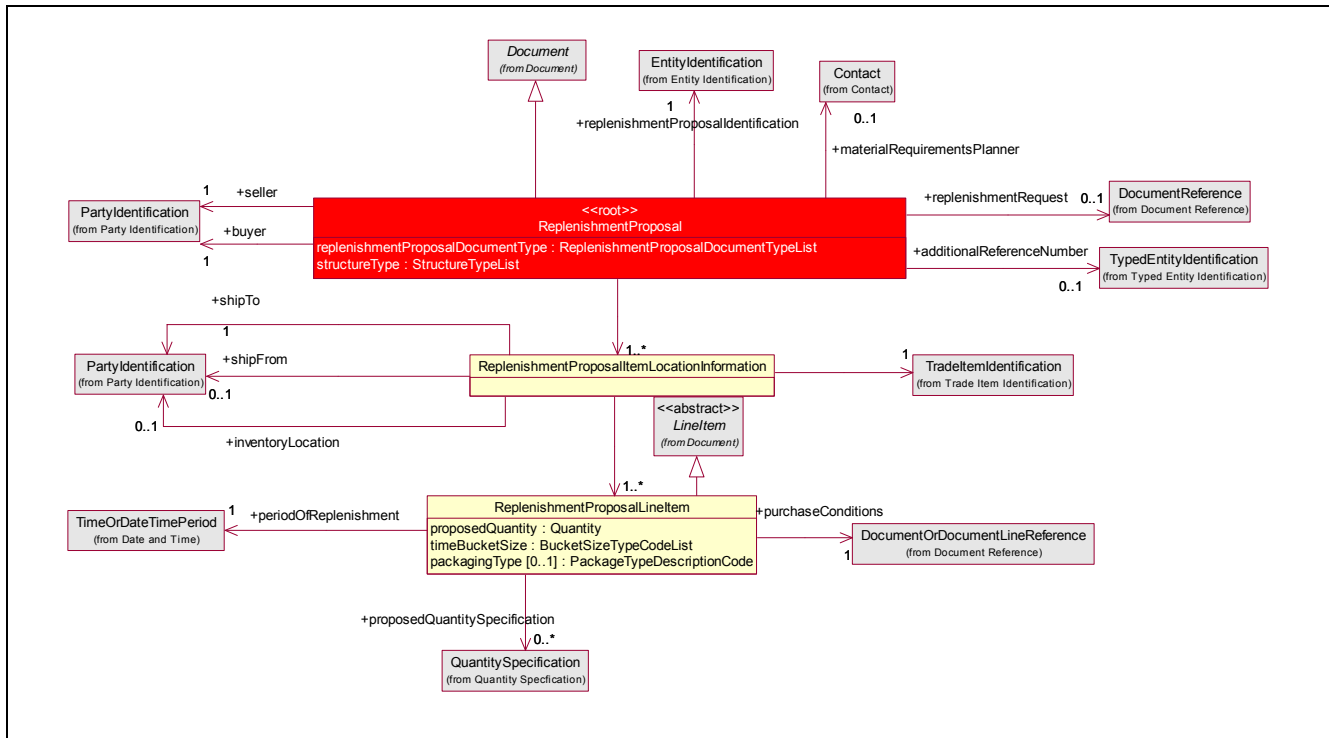 Document
(from Document)
EntityIdentification
(from Entity Identification)
Contact
(from Contact)
1
+replenishmentProposalIdentification
0..1
+materialRequirementsPlanner
1
+seller
PartyIdentification
(from Party Identification)
+buyer
1
<<root>>
ReplenishmentProposal
replenishmentProposalDocumentType : ReplenishmentProposalDocumentTypeList
structureType : StructureTypeList
+replenishmentRequest
0..1
DocumentReference
(from Document Reference)
+additionalReferenceNumber
0..1
TypedEntityIdentification
(from Typed Entity Identification)
+shipTo
1
+shipFrom
PartyIdentification
(from Party Identification)
0..1
0..1
+inventoryLocation
1..*
ReplenishmentProposalItemLocationInformation
1
TradeItemIdentification
(from Trade Item Identification)
<<abstract>>
LineItem
(from Document)
1..*
TimeOrDateTimePeriod
(from Date and Time)
1
+periodOfReplenishment
ReplenishmentProposalLineItem
proposedQuantity : Quantity
timeBucketSize : BucketSizeTypeCodeList
packagingType [0..1] : PackageTypeDescriptionCode
+purchaseConditions
1
DocumentOrDocumentLineReference
(from Document Reference)
+proposedQuantitySpecification
0..*
QuantitySpecification
(from Quantity Specfication)